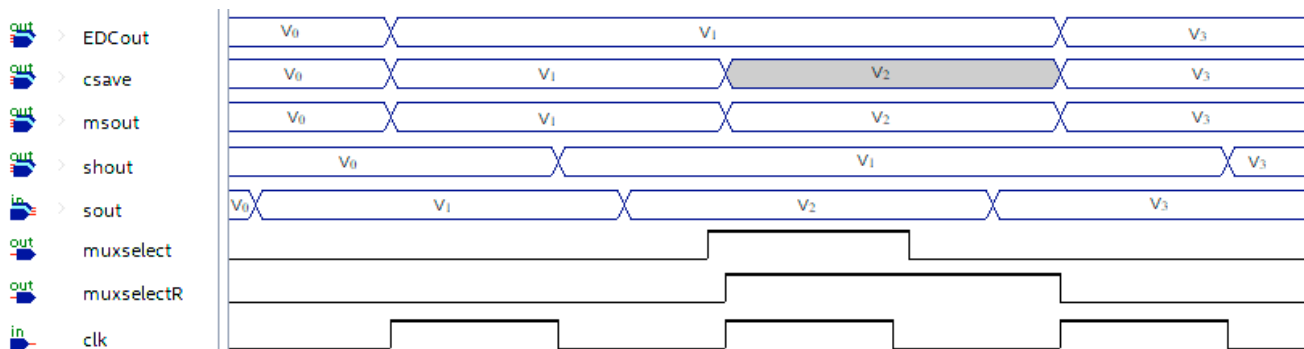 out EDCout V₀ V₁ V₃
out csave V₀ V₁ V₂ V₃
out msout V₀ V₁ V₂ V₃
out shout V₀ V₁ V₃
in sout V₀ V₁ V₂ V₃
out muxselect
out muxselectR
in clk